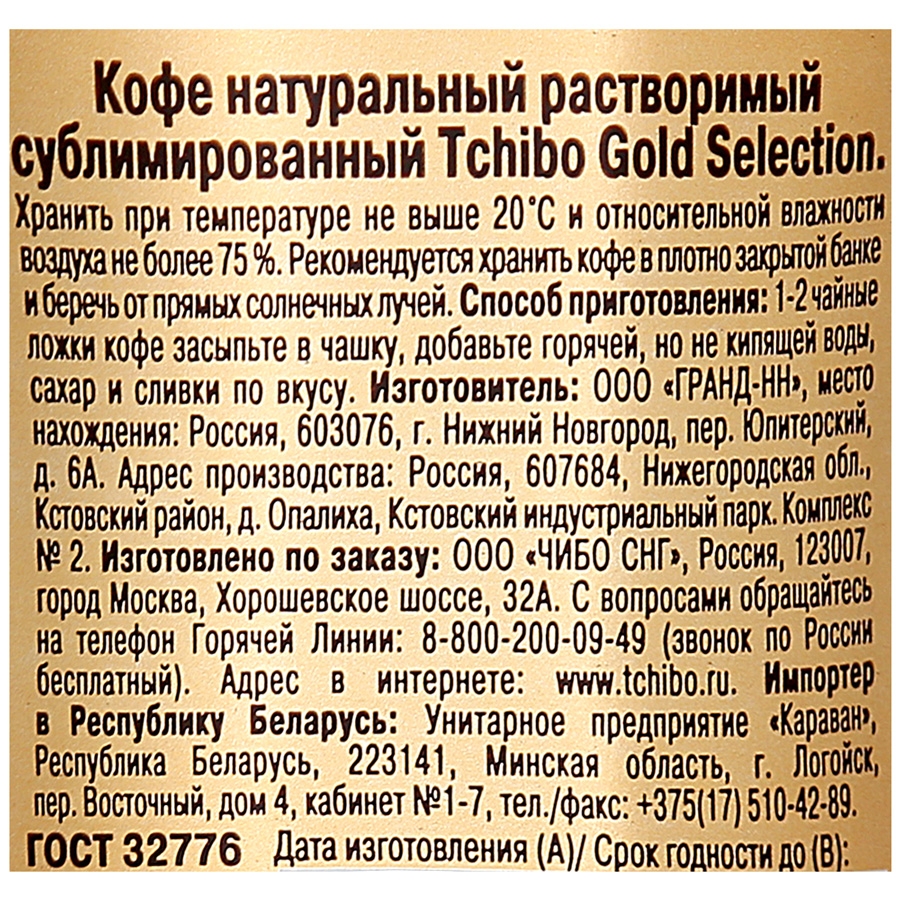 Кофе натуральный растворимый
сублимированный Tchibo Gold Selection.
Хранить при температуре не выше 20°С и относительной влажности
воздуха не более 75 %. Рекомендуется хранить кофе в плотно закрытой банке
и беречь от прямых солнечных лучей. Способ приготовления: 1-2 чайные
ложки кофе засыпьте в чашку, добавьте горячей, но не кипящей воды,
сахар и сливки по вкусу. Изготовитель: ООО «ГРАНД-НН», место
нахождения: Россия, 603076, г. Нижний Новгород, пер. Юпитерский,
д. 6А. Адрес производства: Россия, 607684, Нижегородская обл.,
Кстовский район, д. Опалиха, Кстовский индустриальный парк. Комплекс
№ 2. Изготовлено по заказу: ООО «ЧИБО СНГ», Россия, 123007,
город Москва, Хорошевское шоссе, 32А. С вопросами обращайтесь
на телефон Горячей Линии: 8-800-200-09-49 (звонок по России
бесплатный). Адрес в интернете: www.tchibo.ru. Импортер
в Республику Беларусь: Унитарное предприятие «Караван»,
Республика Беларусь, 223141, Минская область, г. Логойск,
пер. Восточный, дом 4, кабинет №1-7, тел./факс: +375(17) 510-42-89.
ГОСТ 32776 Дата изготовления (А)/ Срок годности до (В):